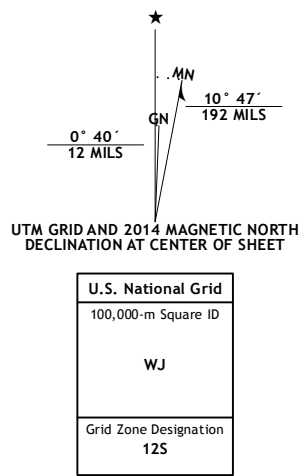 ★
MN
GN
10° 47´
192 MILS
0° 40´
12 MILS
UTM GRID AND 2014 MAGNETIC NORTH
DECLINATION AT CENTER OF SHEET
U.S. National Grid
100,000-m Square ID
WJ
Grid Zone Designation
12S